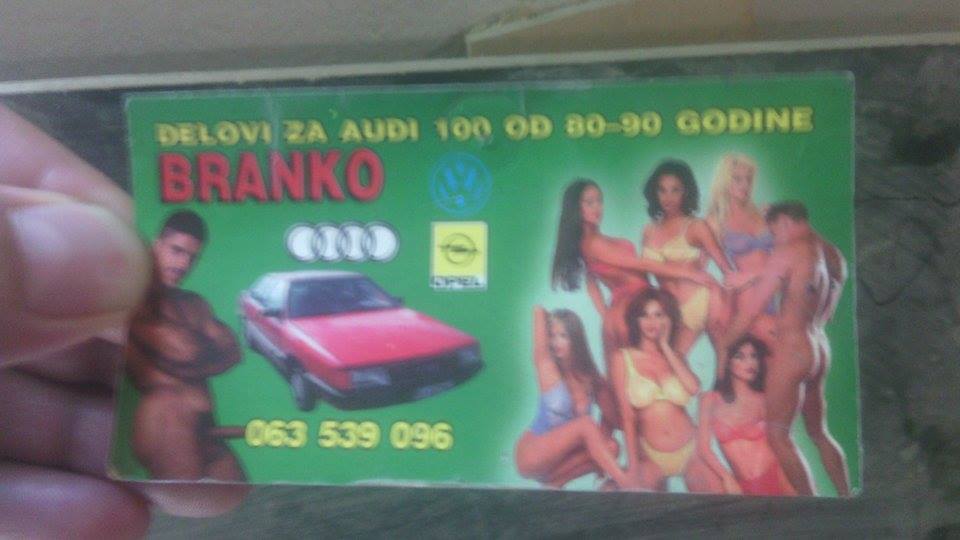 DELOVI ZA AUDI 100 OD 80-90 GODINE
BRANKO
OPEL
063 539 096